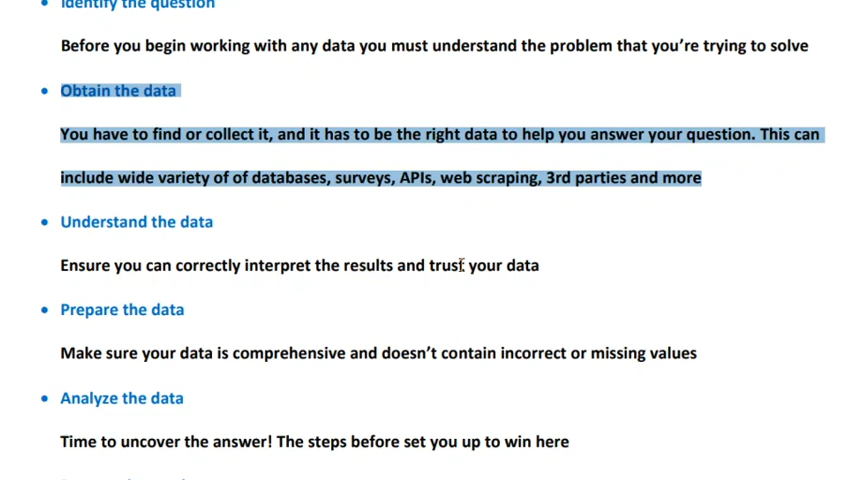 Identify the question
Before you begin working with any data you must understand the problem that you’re trying to solve
Obtain the data
You have to find or collect it, and it has to be the right data to help you answer your question. This can
include wide variety of of databases, surveys, APIs, web scraping, 3rd parties and more
Understand the data
Ensure you can correctly interpret the results and trust your data
Prepare the data
Make sure your data is comprehensive and doesn’t contain incorrect or missing values
Analyze the data
Time to uncover the answer! The steps before set you up to win here